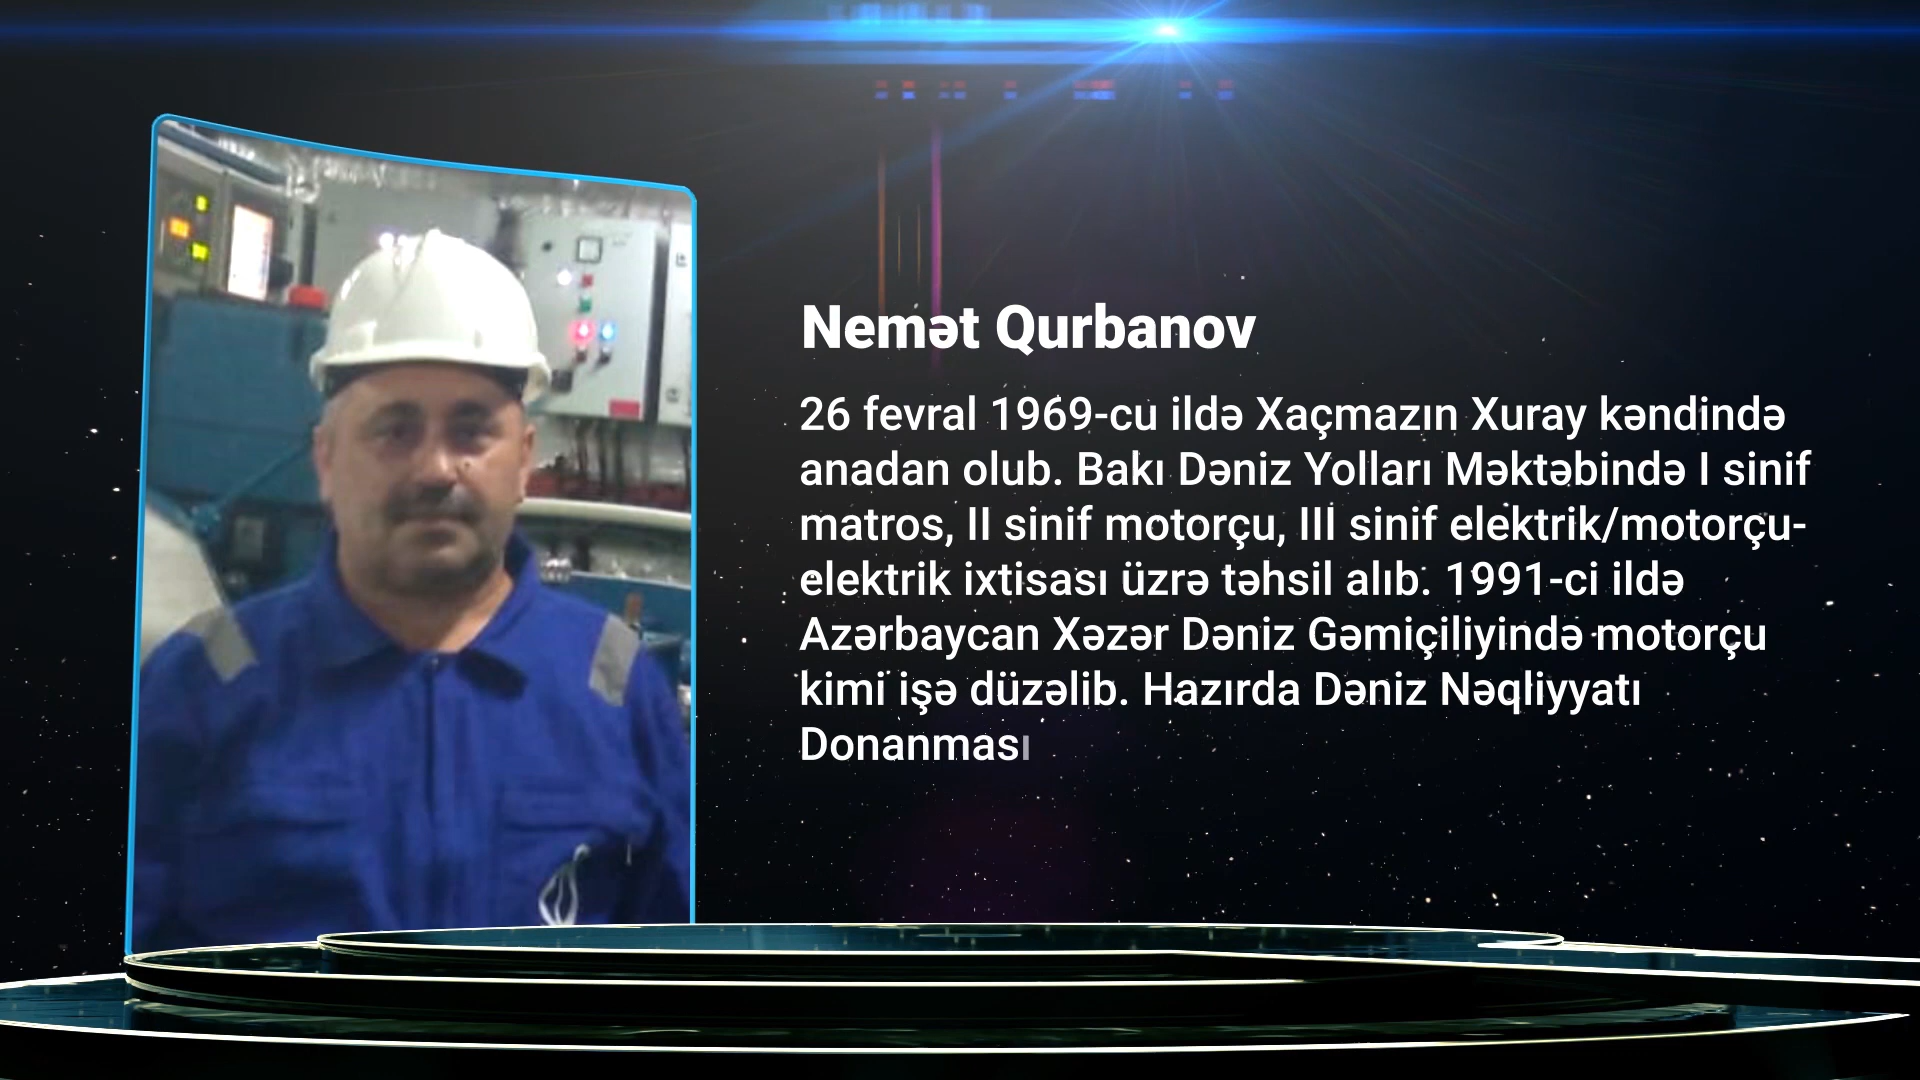 Nemət Qurbanov
26 fevral 1969-cu ildə Xaçmazın Xuray kəndində
anadan olub. Bakı Dəniz Yolları Məktəbində I sinif
matros, II sinif motorçu, III sinif elektrik/motorçu-
elektrik ixtisası üzrə təhsil alıb. 1991-ci ildə
Azərbaycan Xəzər Dəniz Gəmiçiliyində motorçu
kimi işə düzəlib. Hazırda Dəniz Nəqliyyatı
Donanması